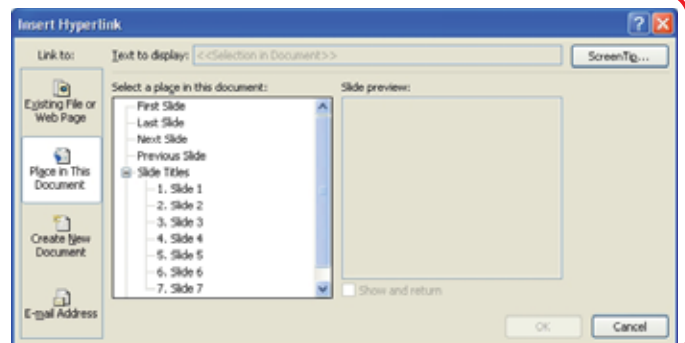 Insert Hyperlink
Link to:
Text to display: <<Selection in Document>>
ScreenTip...
Existing File or
Web Page
Place in This
Document
Create New
Document
E-mail Address
Select a place in this document:
First Slide
Last Slide
Next Slide
Previous Slide
Slide Titles
1. Slide 1
2. Slide 2
3. Slide 3
4. Slide 4
5. Slide 5
6. Slide 6
7. Slide 7
Slide preview:
Show and return
OK
Cancel